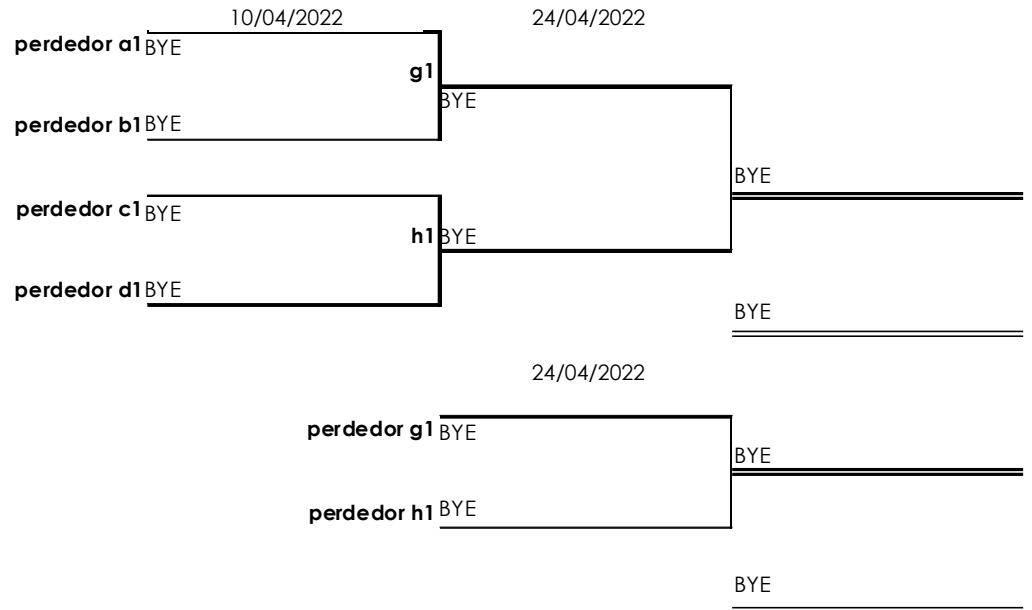 10/04/2022 24/04/2022
perdedor a1 BYE
g1
BYE
perdedor b1 BYE
BYE
perdedor c1 BYE
h1 BYE
perdedor d1 BYE
BYE
24/04/2022
perdedor g1 BYE
BYE
perdedor h1 BYE
BYE